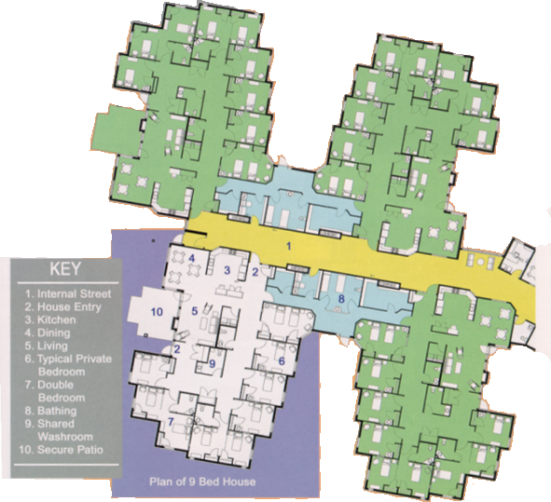 KEY
1. Internal Street
2. House Entry
3. Kitchen
4. Dining
5. Living
6. Typical Private
Bedroom
7. Double
Bedroom
8. Bathing
9. Shared
Washroom
10. Secure Patio
1
4
3
2
10
5
8
2
9
6
7
Plan of 9 Bed House